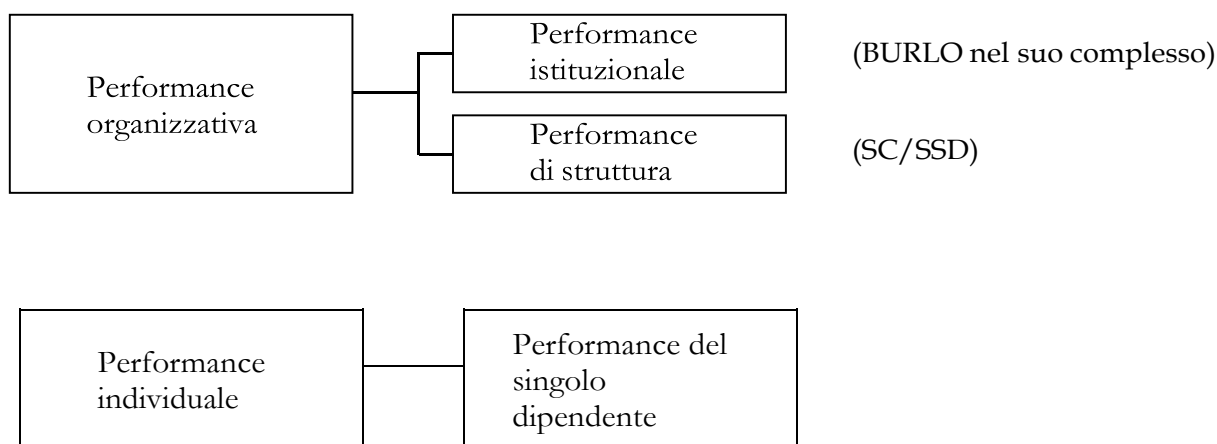 Performance
organizzativa
Performance
istituzionale
(BURLO nel suo complesso)
Performance
di struttura
(SC/SSD)
Performance
individuale
Performance del
singolo
dipendente